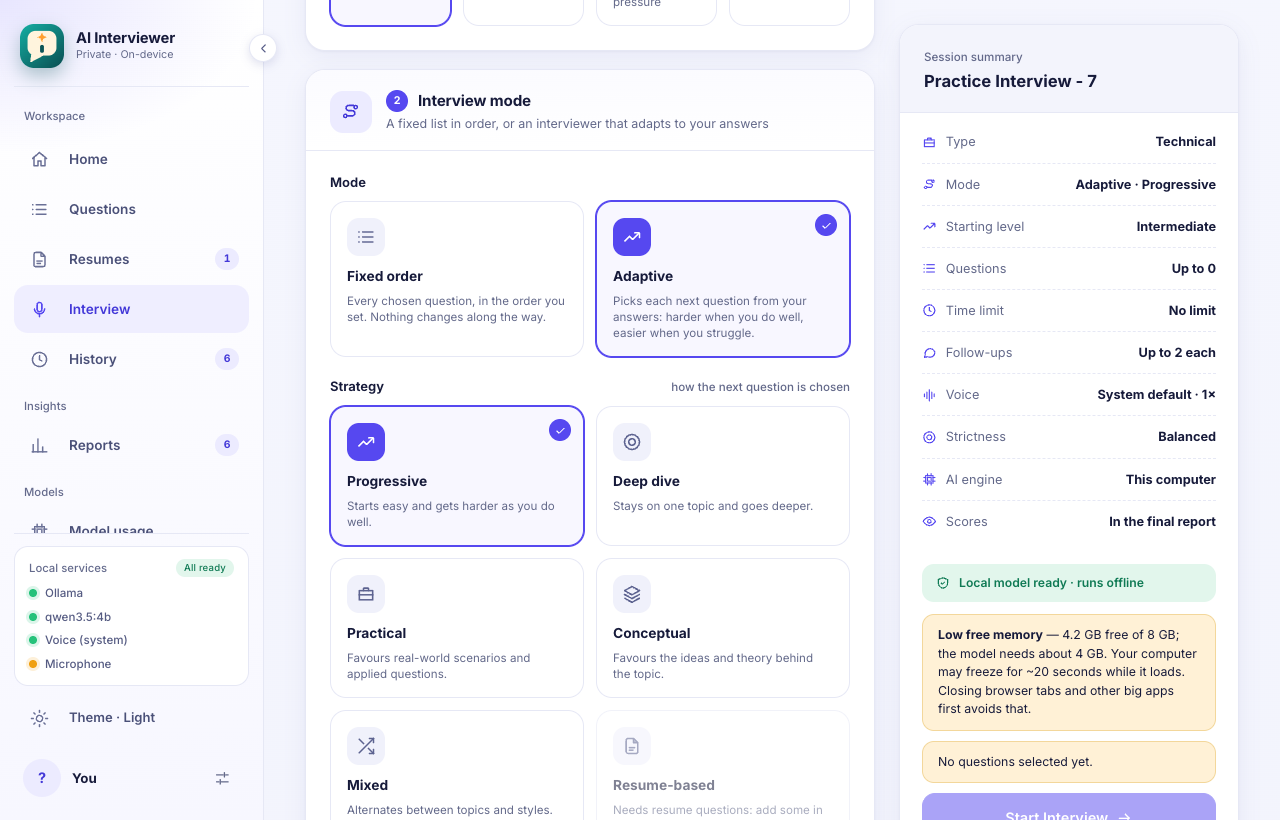 AI Interviewer
Private · On-device
Workspace
Home
Questions
Resumes 1
Interview
History 6
Insights
Reports 6
Models
Model usage
Local services All ready
Ollama
qwen3.5:4b
Voice (system)
Microphone
Theme · Light
? You
pressure
2 Interview mode
A fixed list in order, or an interviewer that adapts to your answers
Mode
Fixed order
Every chosen question, in the order you
set. Nothing changes along the way.
Adaptive
Picks each next question from your
answers: harder when you do well,
easier when you struggle.
Strategy how the next question is chosen
Progressive
Starts easy and gets harder as you do
well.
Deep dive
Stays on one topic and goes deeper.
Practical
Favours real-world scenarios and
applied questions.
Conceptual
Favours the ideas and theory behind
the topic.
Mixed
Alternates between topics and styles.
Resume-based
Needs resume questions: add some in
Session summary
Practice Interview - 7
Type Technical
Mode Adaptive · Progressive
Starting level Intermediate
Questions Up to 0
Time limit No limit
Follow-ups Up to 2 each
Voice System default · 1×
Strictness Balanced
AI engine This computer
Scores In the final report
Local model ready · runs offline
Low free memory — 4.2 GB free of 8 GB;
the model needs about 4 GB. Your computer
may freeze for ~20 seconds while it loads.
Closing browser tabs and other big apps
first avoids that.
No questions selected yet.
Start Interview →